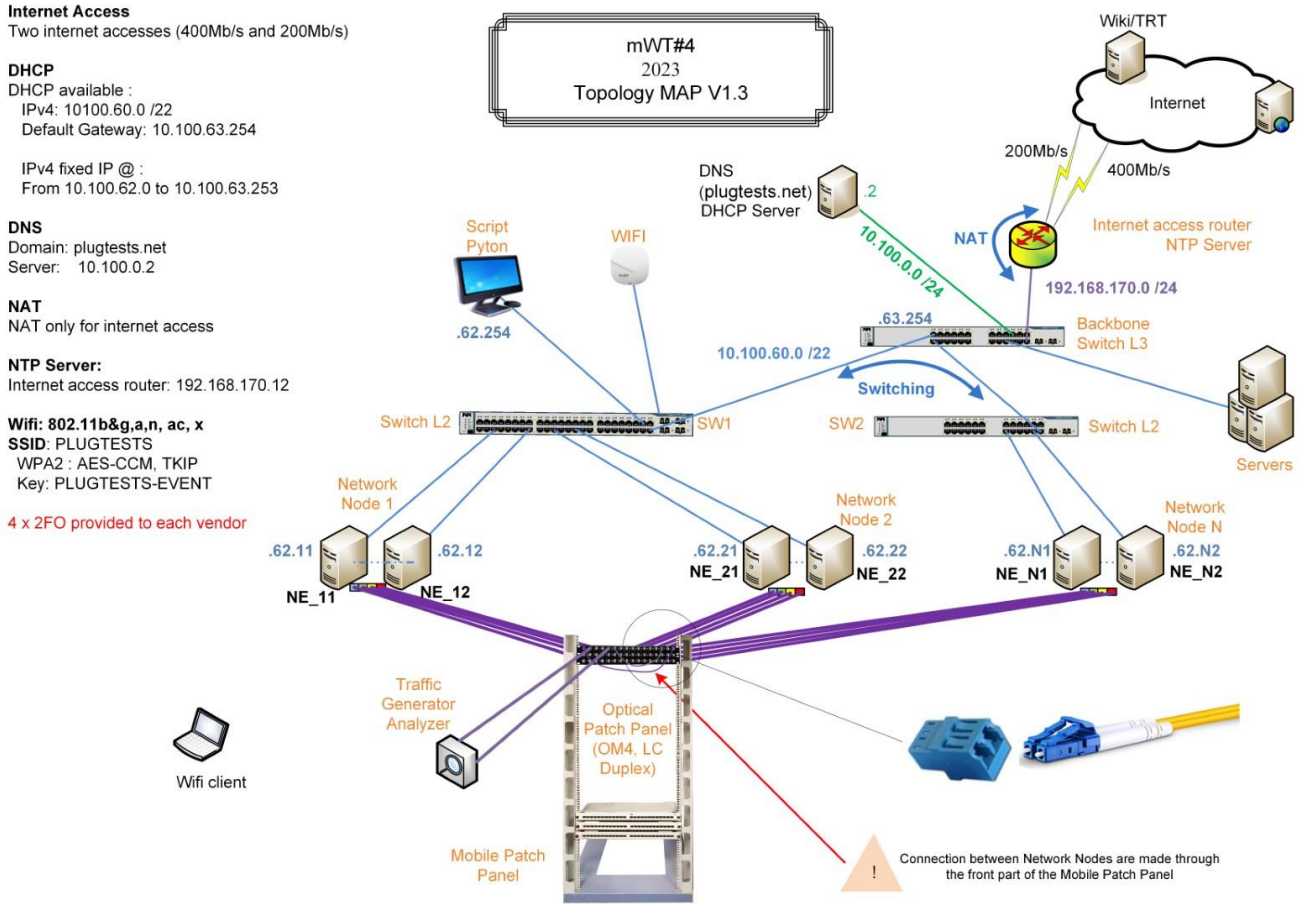 Internet Access
Two internet accesses (400Mb/s and 200Mb/s)
DHCP
DHCP available :
IPv4: 10100.60.0 /22
Default Gateway: 10.100.63.254
IPv4 fixed IP @ :
From 10.100.62.0 to 10.100.63.253
DNS
Domain: plugtests.net
Server: 10.100.0.2
NAT
NAT only for internet access
NTP Server:
Internet access router: 192.168.170.12
Wifi: 802.11b&g,a,n, ac, x
SSID: PLUGTESTS
WPA2 : AES-CCM, TKIP
Key: PLUGTESTS-EVENT
4 x 2FO provided to each vendor
mWT#4
2023
Topology MAP V1.3
Wiki/TRT
Internet
200Mb/s
400Mb/s
DNS
(plugtests.net)
DHCP Server
.2
10.100.0.0 /24
NAT
Internet access router
NTP Server
192.168.170.0 /24
Script
Pyton
.62.254
WIFI
.63.254
Backbone
Switch L3
10.100.60.0 /22
Switching
Switch L2
SW1
SW2
Switch L2
Servers
Network
Node 1
.62.11
NE_11
.62.12
NE_12
Network
Node 2
.62.21
NE_21
.62.22
NE_22
Network
Node N
.62.N1
NE_N1
.62.N2
NE_N2
Traffic
Generator
Analyzer
Optical
Patch Panel
(OM4, LC
Duplex)
Wifi client
Mobile Patch
Panel
!
Connection between Network Nodes are made through
the front part of the Mobile Patch Panel